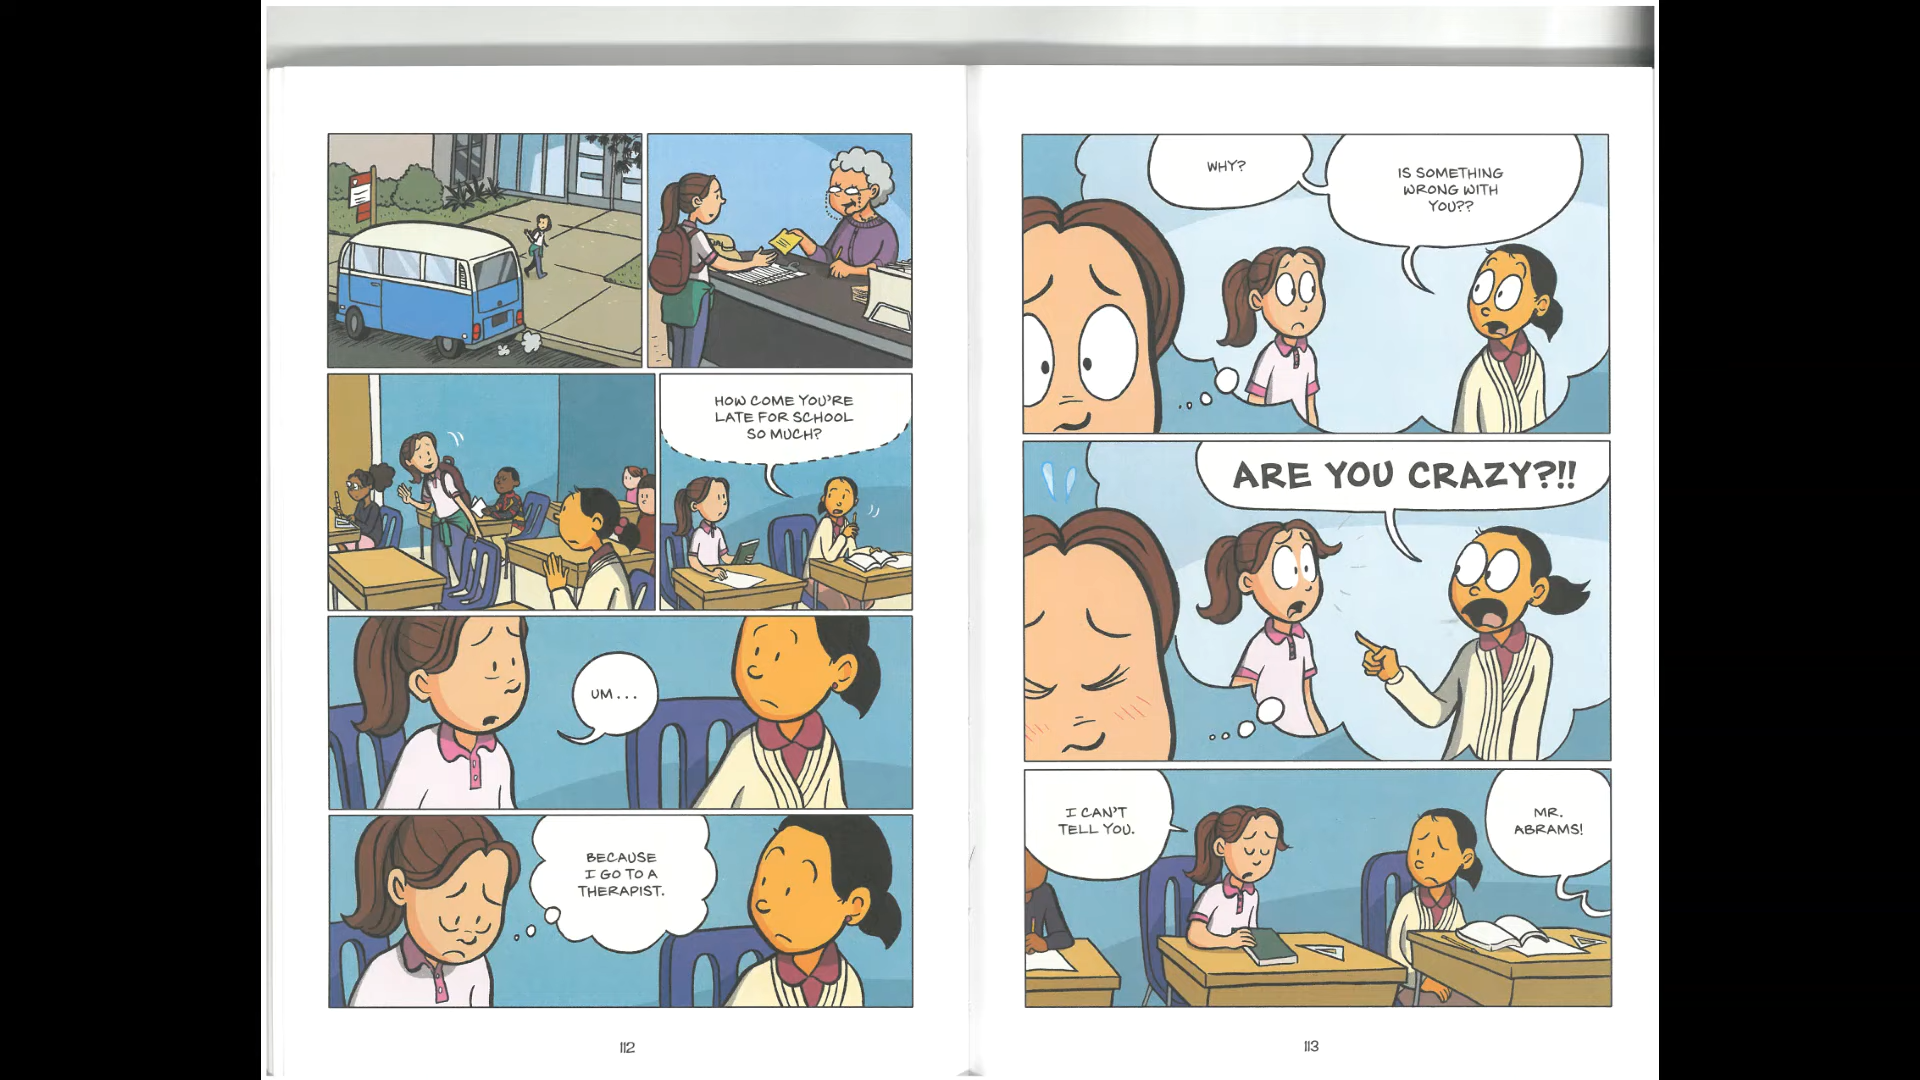 HOW COME YOU'RE
LATE FOR SCHOOL
SO MUCH?
UM...
BECAUSE
I GO TO A
THERAPIST.
112
WHY?
IS SOMETHING
WRONG WITH
YOU??
ARE YOU CRAZY?!!
I CAN'T
TELL YOU.
MR.
ABRAMS!
113